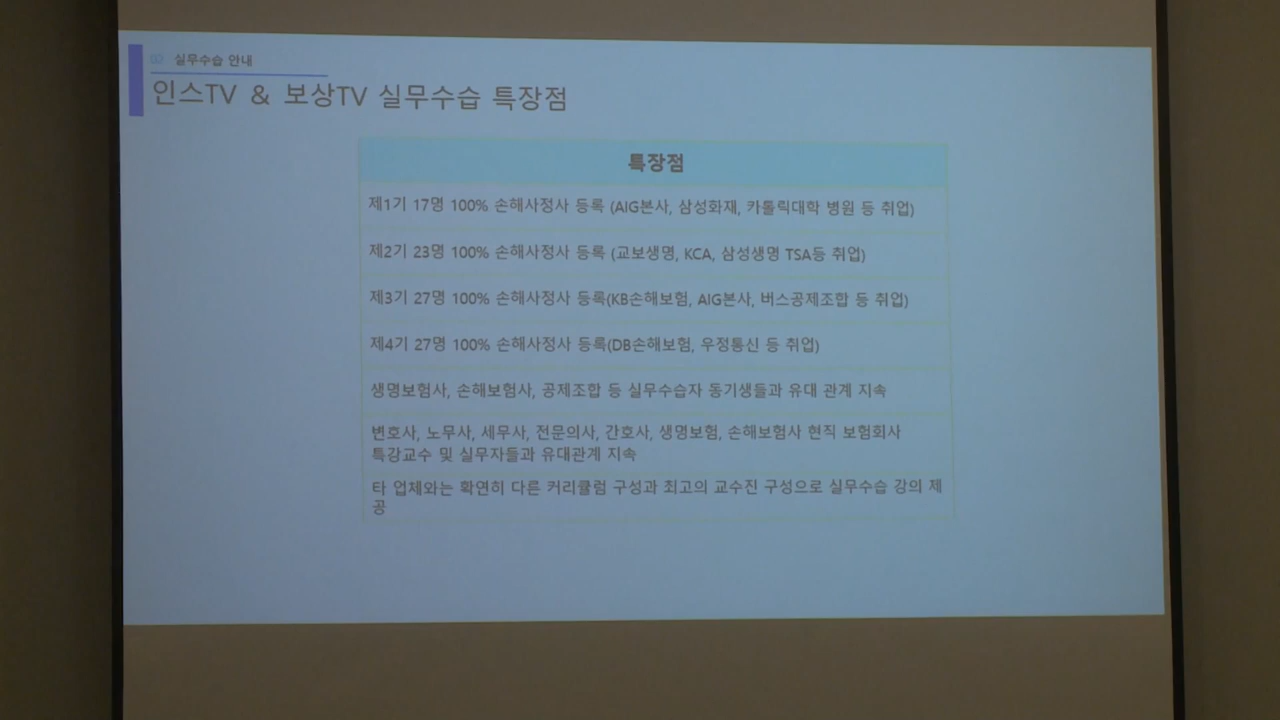 02 실무수습 안내
인스TV & 보상TV 실무수습 특장점
특장점
제1기 17명 100% 손해사정사 등록 (AIG본사, 삼성화재, 카톨릭대학 병원 등 취업)
제2기 23명 100% 손해사정사 등록 (교보생명, KCA, 삼성생명 TSA등 취업)
제3기 27명 100% 손해사정사 등록(KB손해보험, AIG본사, 버스공제조합 등 취업)
제4기 27명 100% 손해사정사 등록(DB손해보험, 우정통신 등 취업)
생명보험사, 손해보험사, 공제조합 등 실무수습자 동기생들과 유대 관계 지속
변호사, 노무사, 세무사, 전문의사, 간호사, 생명보험, 손해보험사 현직 보험회사
특강교수 및 실무자들과 유대관계 지속
타 업체와는 확연히 다른 커리큘럼 구성과 최고의 교수진 구성으로 실무수습 강의 제
공